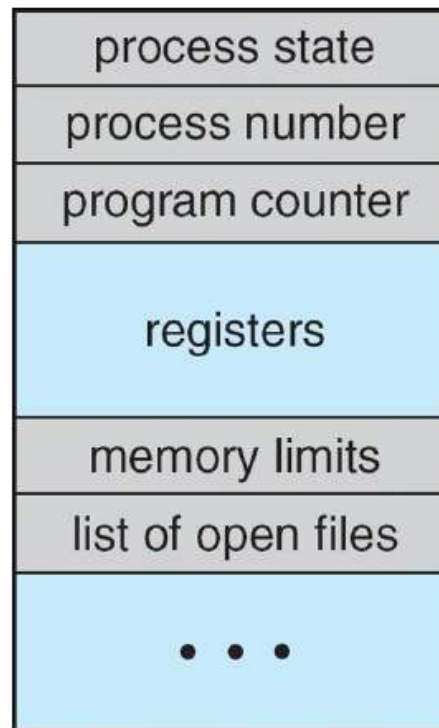 process state
process number
program counter
registers
memory limits
list of open files
• • •